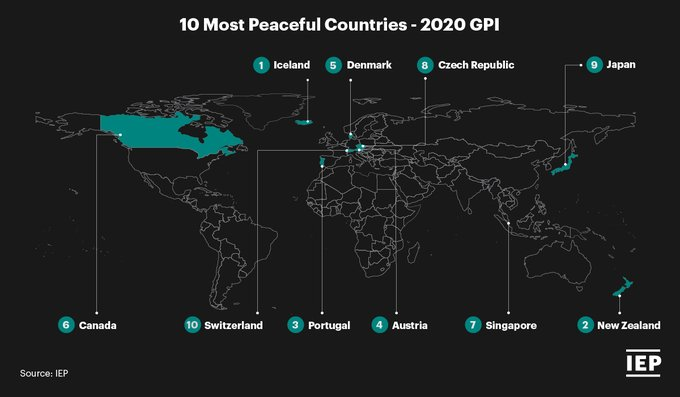 10 Most Peaceful Countries - 2020 GPI
1 Iceland
5 Denmark
8 Czech Republic
9 Japan
6 Canada
10 Switzerland
3 Portugal
4 Austria
7 Singapore
2 New Zealand
Source: IEP
IEP